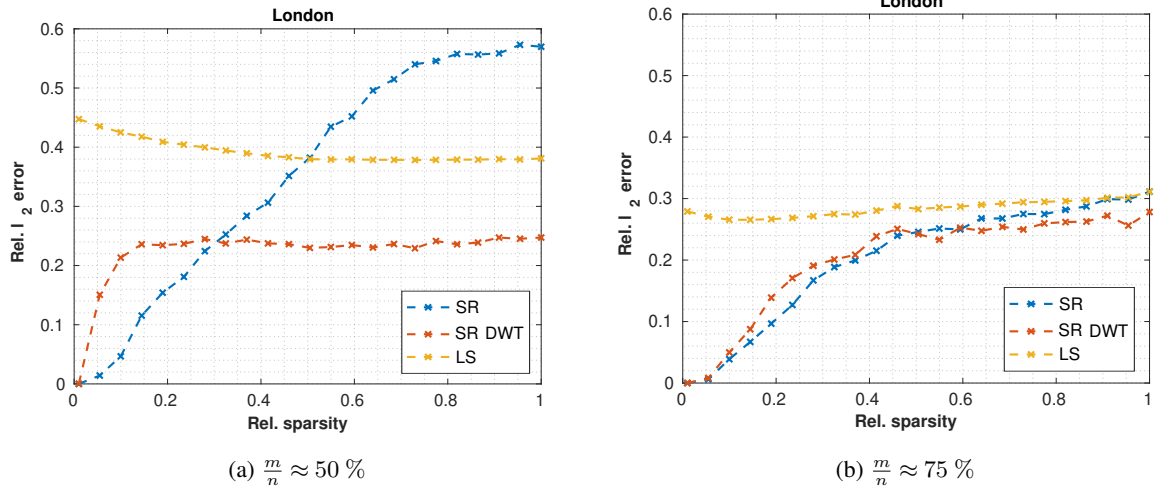 London
0.6
0.5
0.4
0.3
0.2
0.1
0
Rel. l 2 error
0 0.2 0.4 0.6 0.8 1
Rel. sparsity
SR
SR DWT
LS
(a) m/n ≈ 50 %
London
0.6
0.5
0.4
0.3
0.2
0.1
0
Rel. l 2 error
0 0.2 0.4 0.6 0.8 1
Rel. sparsity
SR
SR DWT
LS
(b) m/n ≈ 75 %